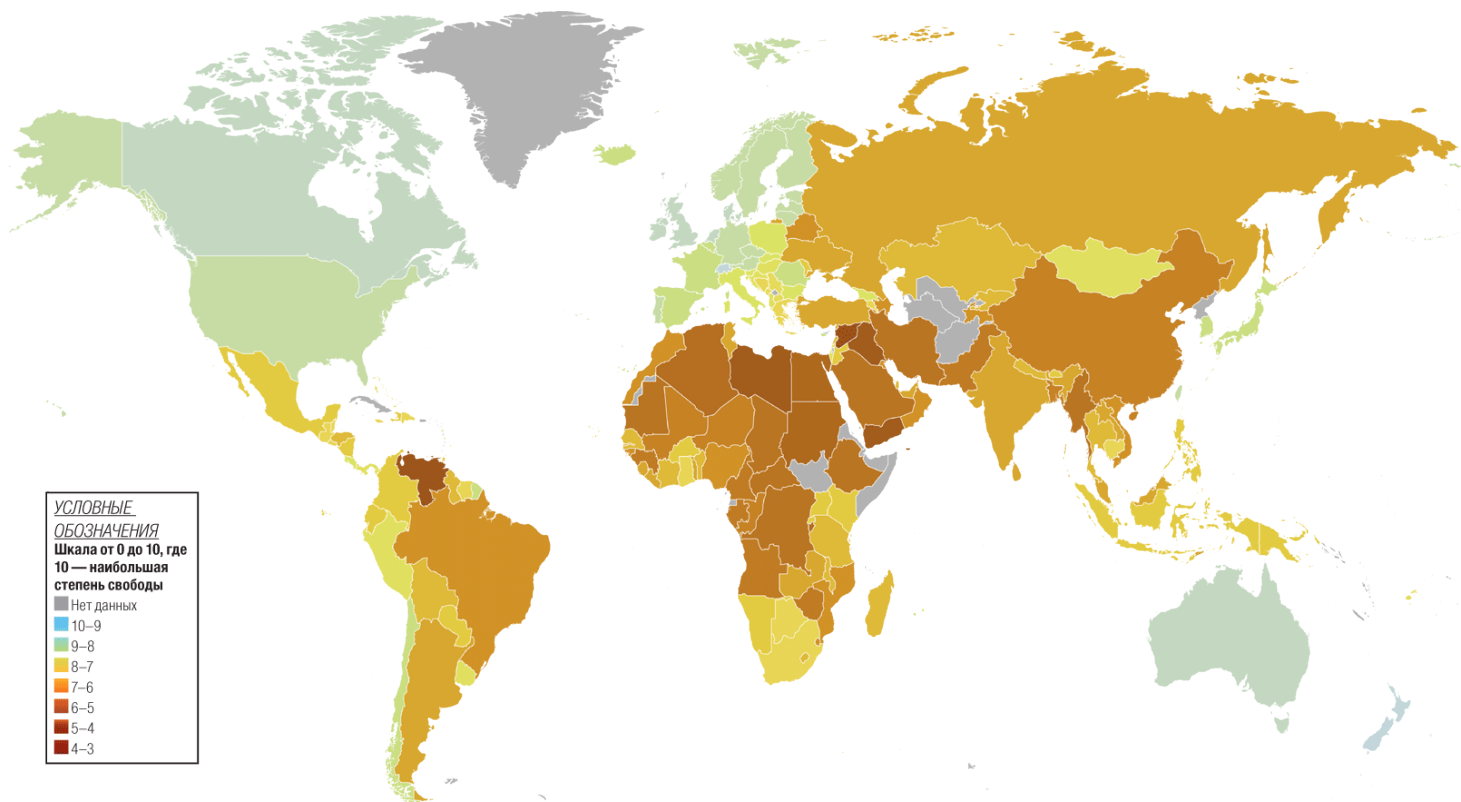 УСЛОВНЫЕ
ОБОЗНАЧЕНИЯ
Шкала от 0 до 10, где
10 — наибольшая
степень свободы
Нет данных
10–9
9–8
8–7
7–6
6–5
5–4
4–3